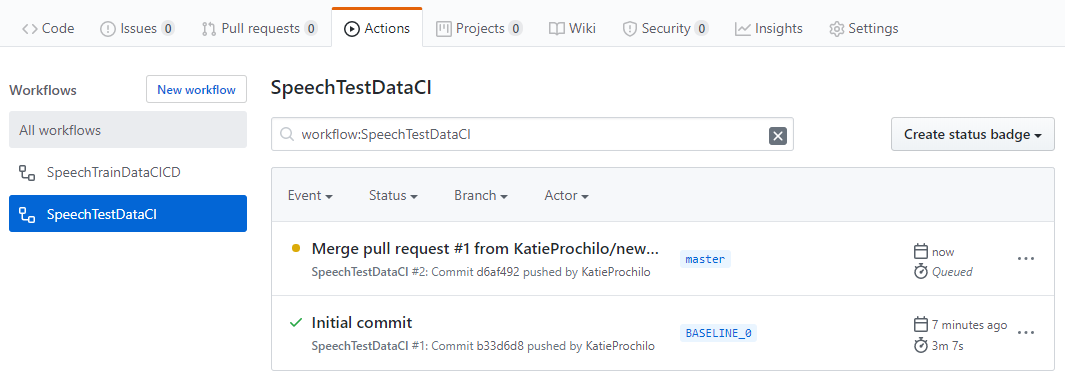 Code Issues 0 Pull requests 0 Actions Projects 0 Wiki Security 0 Insights Settings
Workflows New workflow
All workflows
SpeechTrainDataCICD
SpeechTestDataCI
SpeechTestDataCI
workflow:SpeechTestDataCI
Create status badge
Event Status Branch Actor
Merge pull request #1 from KatieProchilo/new... master now
SpeechTestDataCI #2: Commit d6af492 pushed by KatieProchilo Queued
Initial commit BASELINE_0 7 minutes ago
SpeechTestDataCI #1: Commit b33d6d8 pushed by KatieProchilo 3m 7s